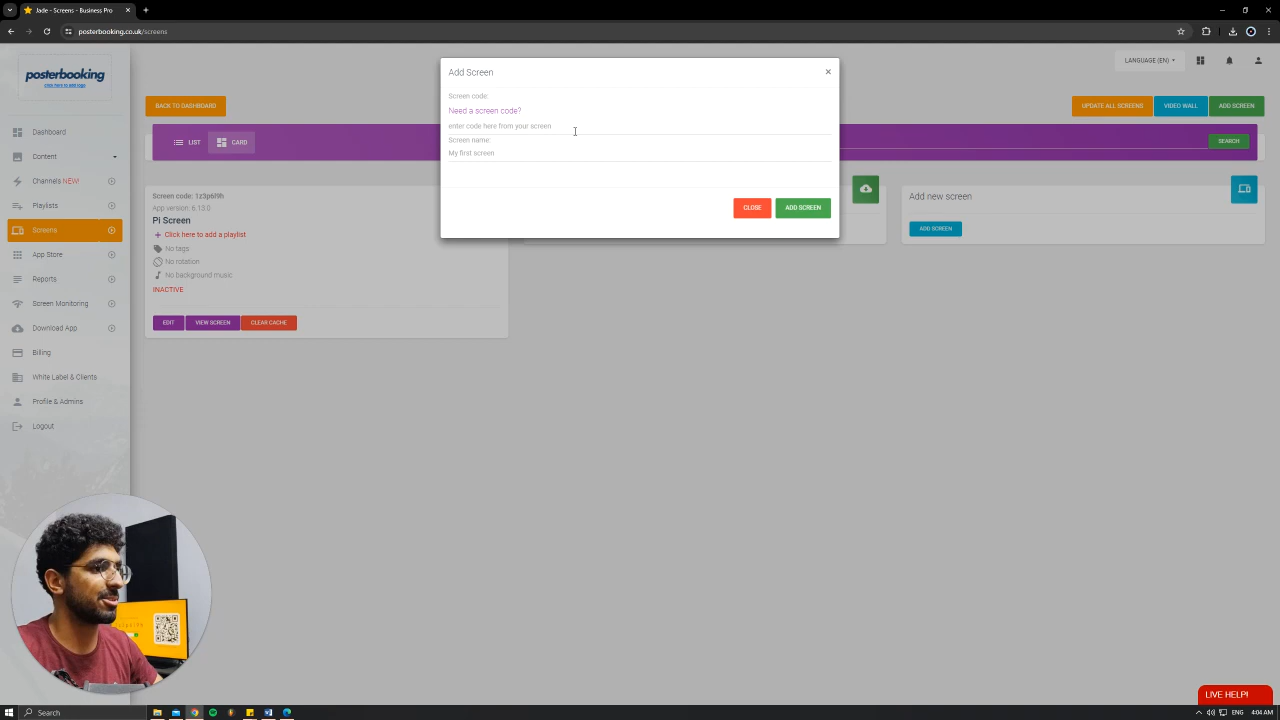 Jade - Screens - Business Pro
posterbooking.co.uk/screens
posterbooking
click here to add logo
LANGUAGE (EN)
BACK TO DASHBOARD
UPDATE ALL SCREENS
VIDEO WALL
ADD SCREEN
LIST
CARD
SEARCH
Dashboard
Content
Channels NEW!
Playlists
Screens
App Store
Reports
Screen Monitoring
Download App
Billing
White Label & Clients
Profile & Admins
Logout
Screen code: 1z3p6l9h
App version: 6.13.0
Pi Screen
+ Click here to add a playlist
No tags
No rotation
No background music
INACTIVE
EDIT
VIEW SCREEN
CLEAR CACHE
Add Screen
×
Screen code:
Need a screen code?
enter code here from your screen
Screen name:
My first screen
CLOSE
ADD SCREEN
Add new screen
ADD SCREEN
LIVE HELP!
Search
ENG
4:04 AM